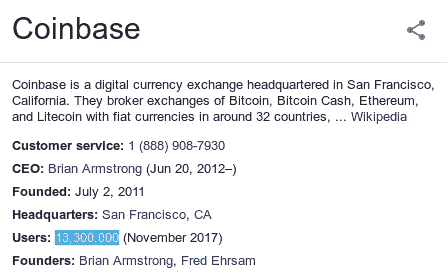 Coinbase
Coinbase is a digital currency exchange headquartered in San Francisco,
California. They broker exchanges of Bitcoin, Bitcoin Cash, Ethereum,
and Litecoin with fiat currencies in around 32 countries, ... Wikipedia
Customer service: 1 (888) 908-7930
CEO: Brian Armstrong (Jun 20, 2012–)
Founded: July 2, 2011
Headquarters: San Francisco, CA
Users: 13,300,000 (November 2017)
Founders: Brian Armstrong, Fred Ehrsam